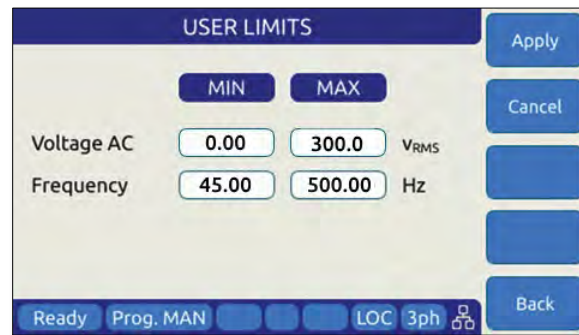 USER LIMITS
Apply
MIN MAX
Cancel
Voltage AC 0.00 300.0 VRMS
Frequency 45.00 500.00 Hz
Ready Prog. MAN LOC 3ph
Back